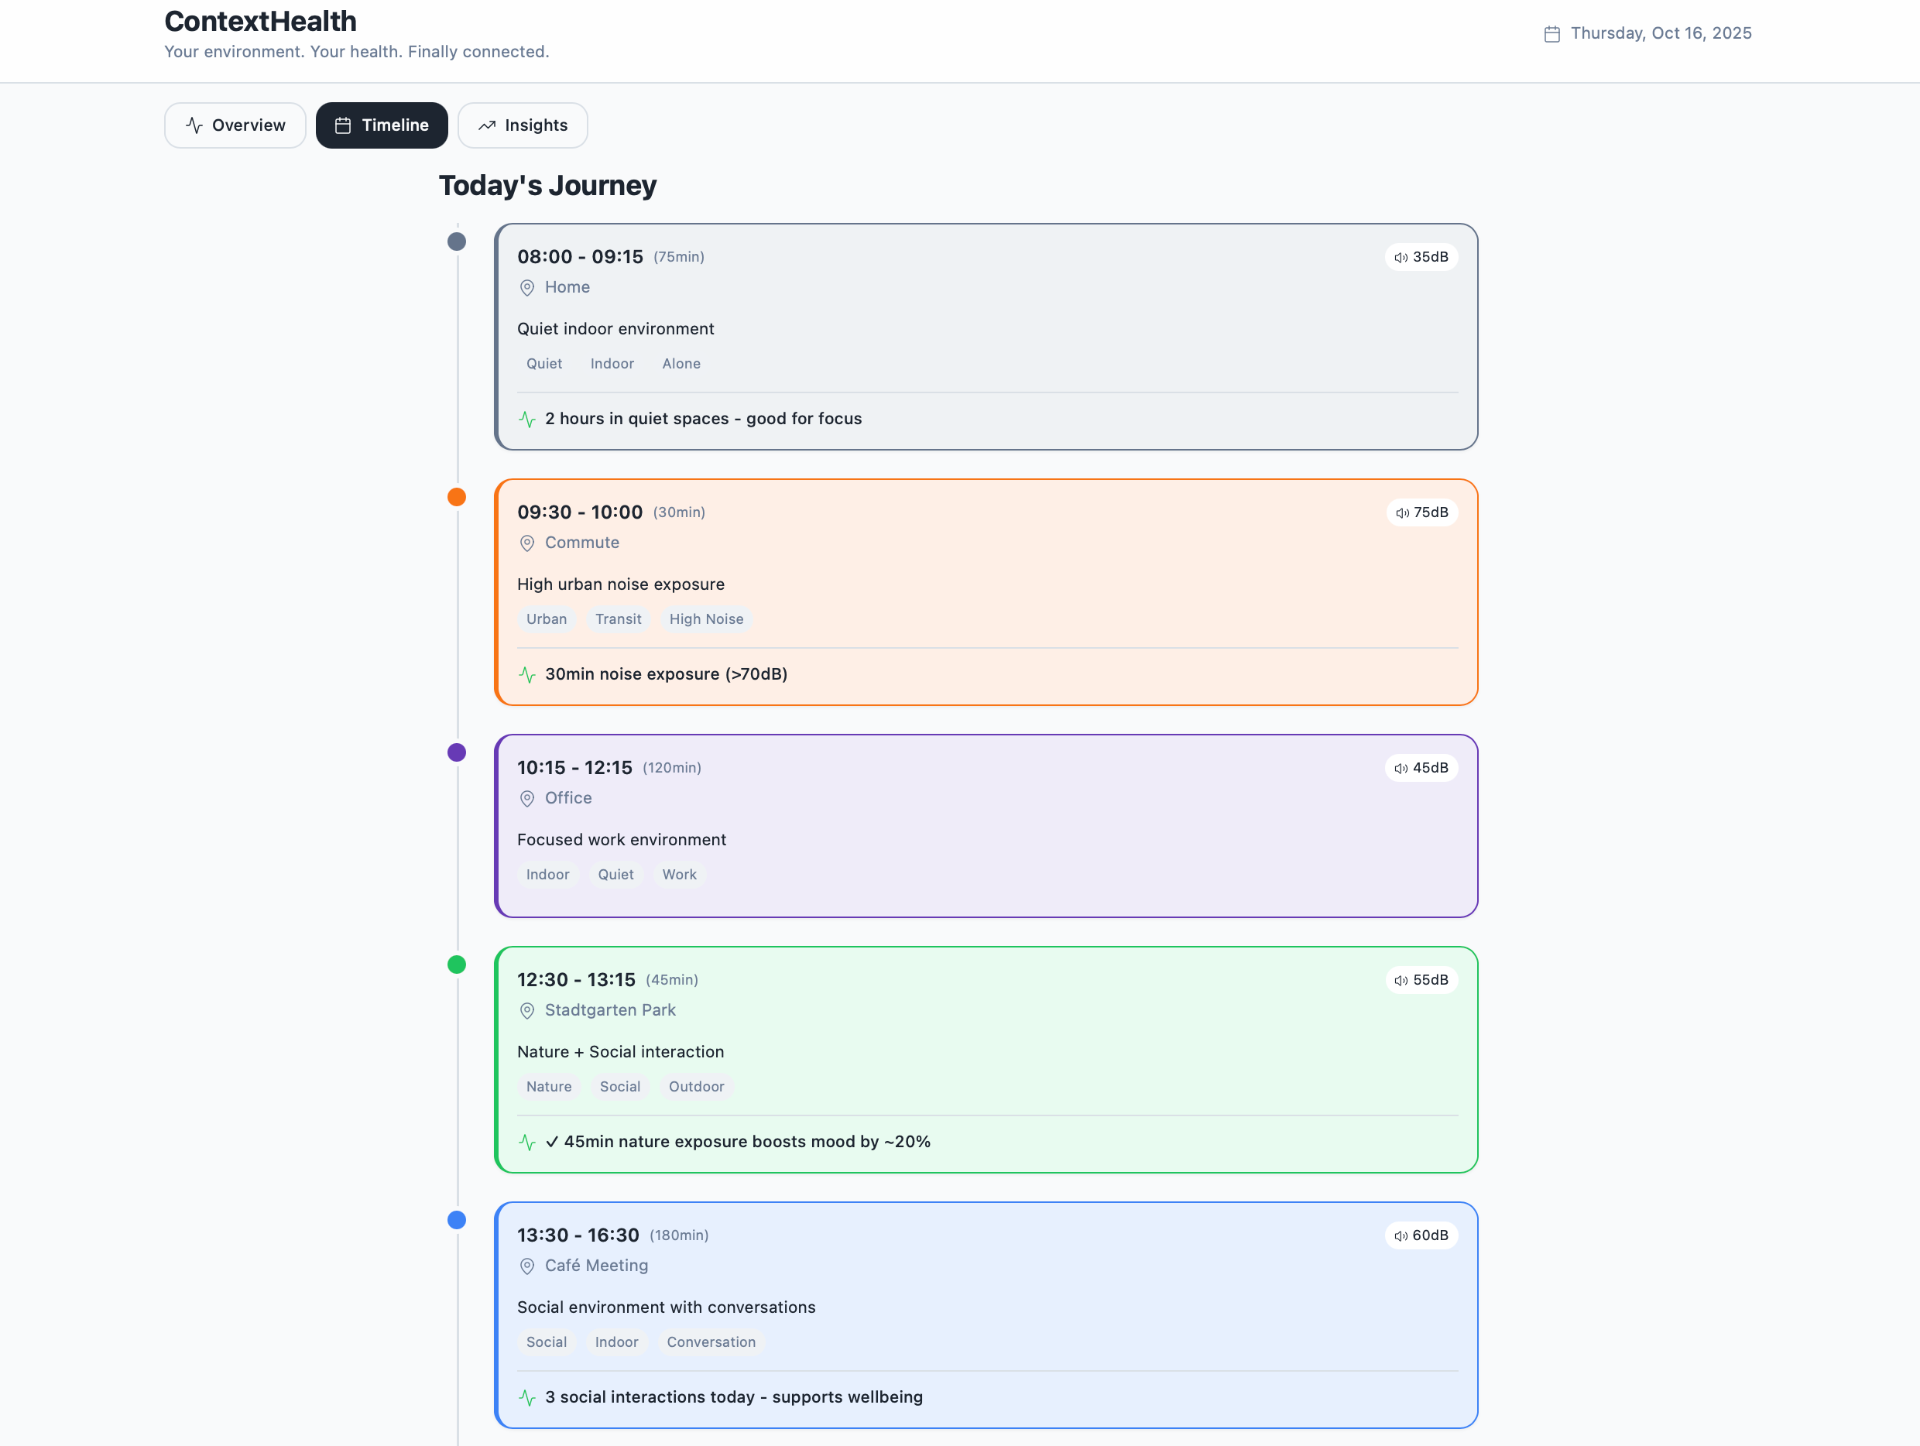 ContextHealth
Your environment. Your health. Finally connected.
Thursday, Oct 16, 2025
Overview
Timeline
Insights
Today's Journey
08:00 - 09:15 (75min)
35dB
Home
Quiet indoor environment
Quiet Indoor Alone
2 hours in quiet spaces - good for focus
09:30 - 10:00 (30min)
75dB
Commute
High urban noise exposure
Urban Transit High Noise
30min noise exposure (>70dB)
10:15 - 12:15 (120min)
45dB
Office
Focused work environment
Indoor Quiet Work
12:30 - 13:15 (45min)
55dB
Stadtgarten Park
Nature + Social interaction
Nature Social Outdoor
✓ 45min nature exposure boosts mood by ~20%
13:30 - 16:30 (180min)
60dB
Café Meeting
Social environment with conversations
Social Indoor Conversation
3 social interactions today - supports wellbeing